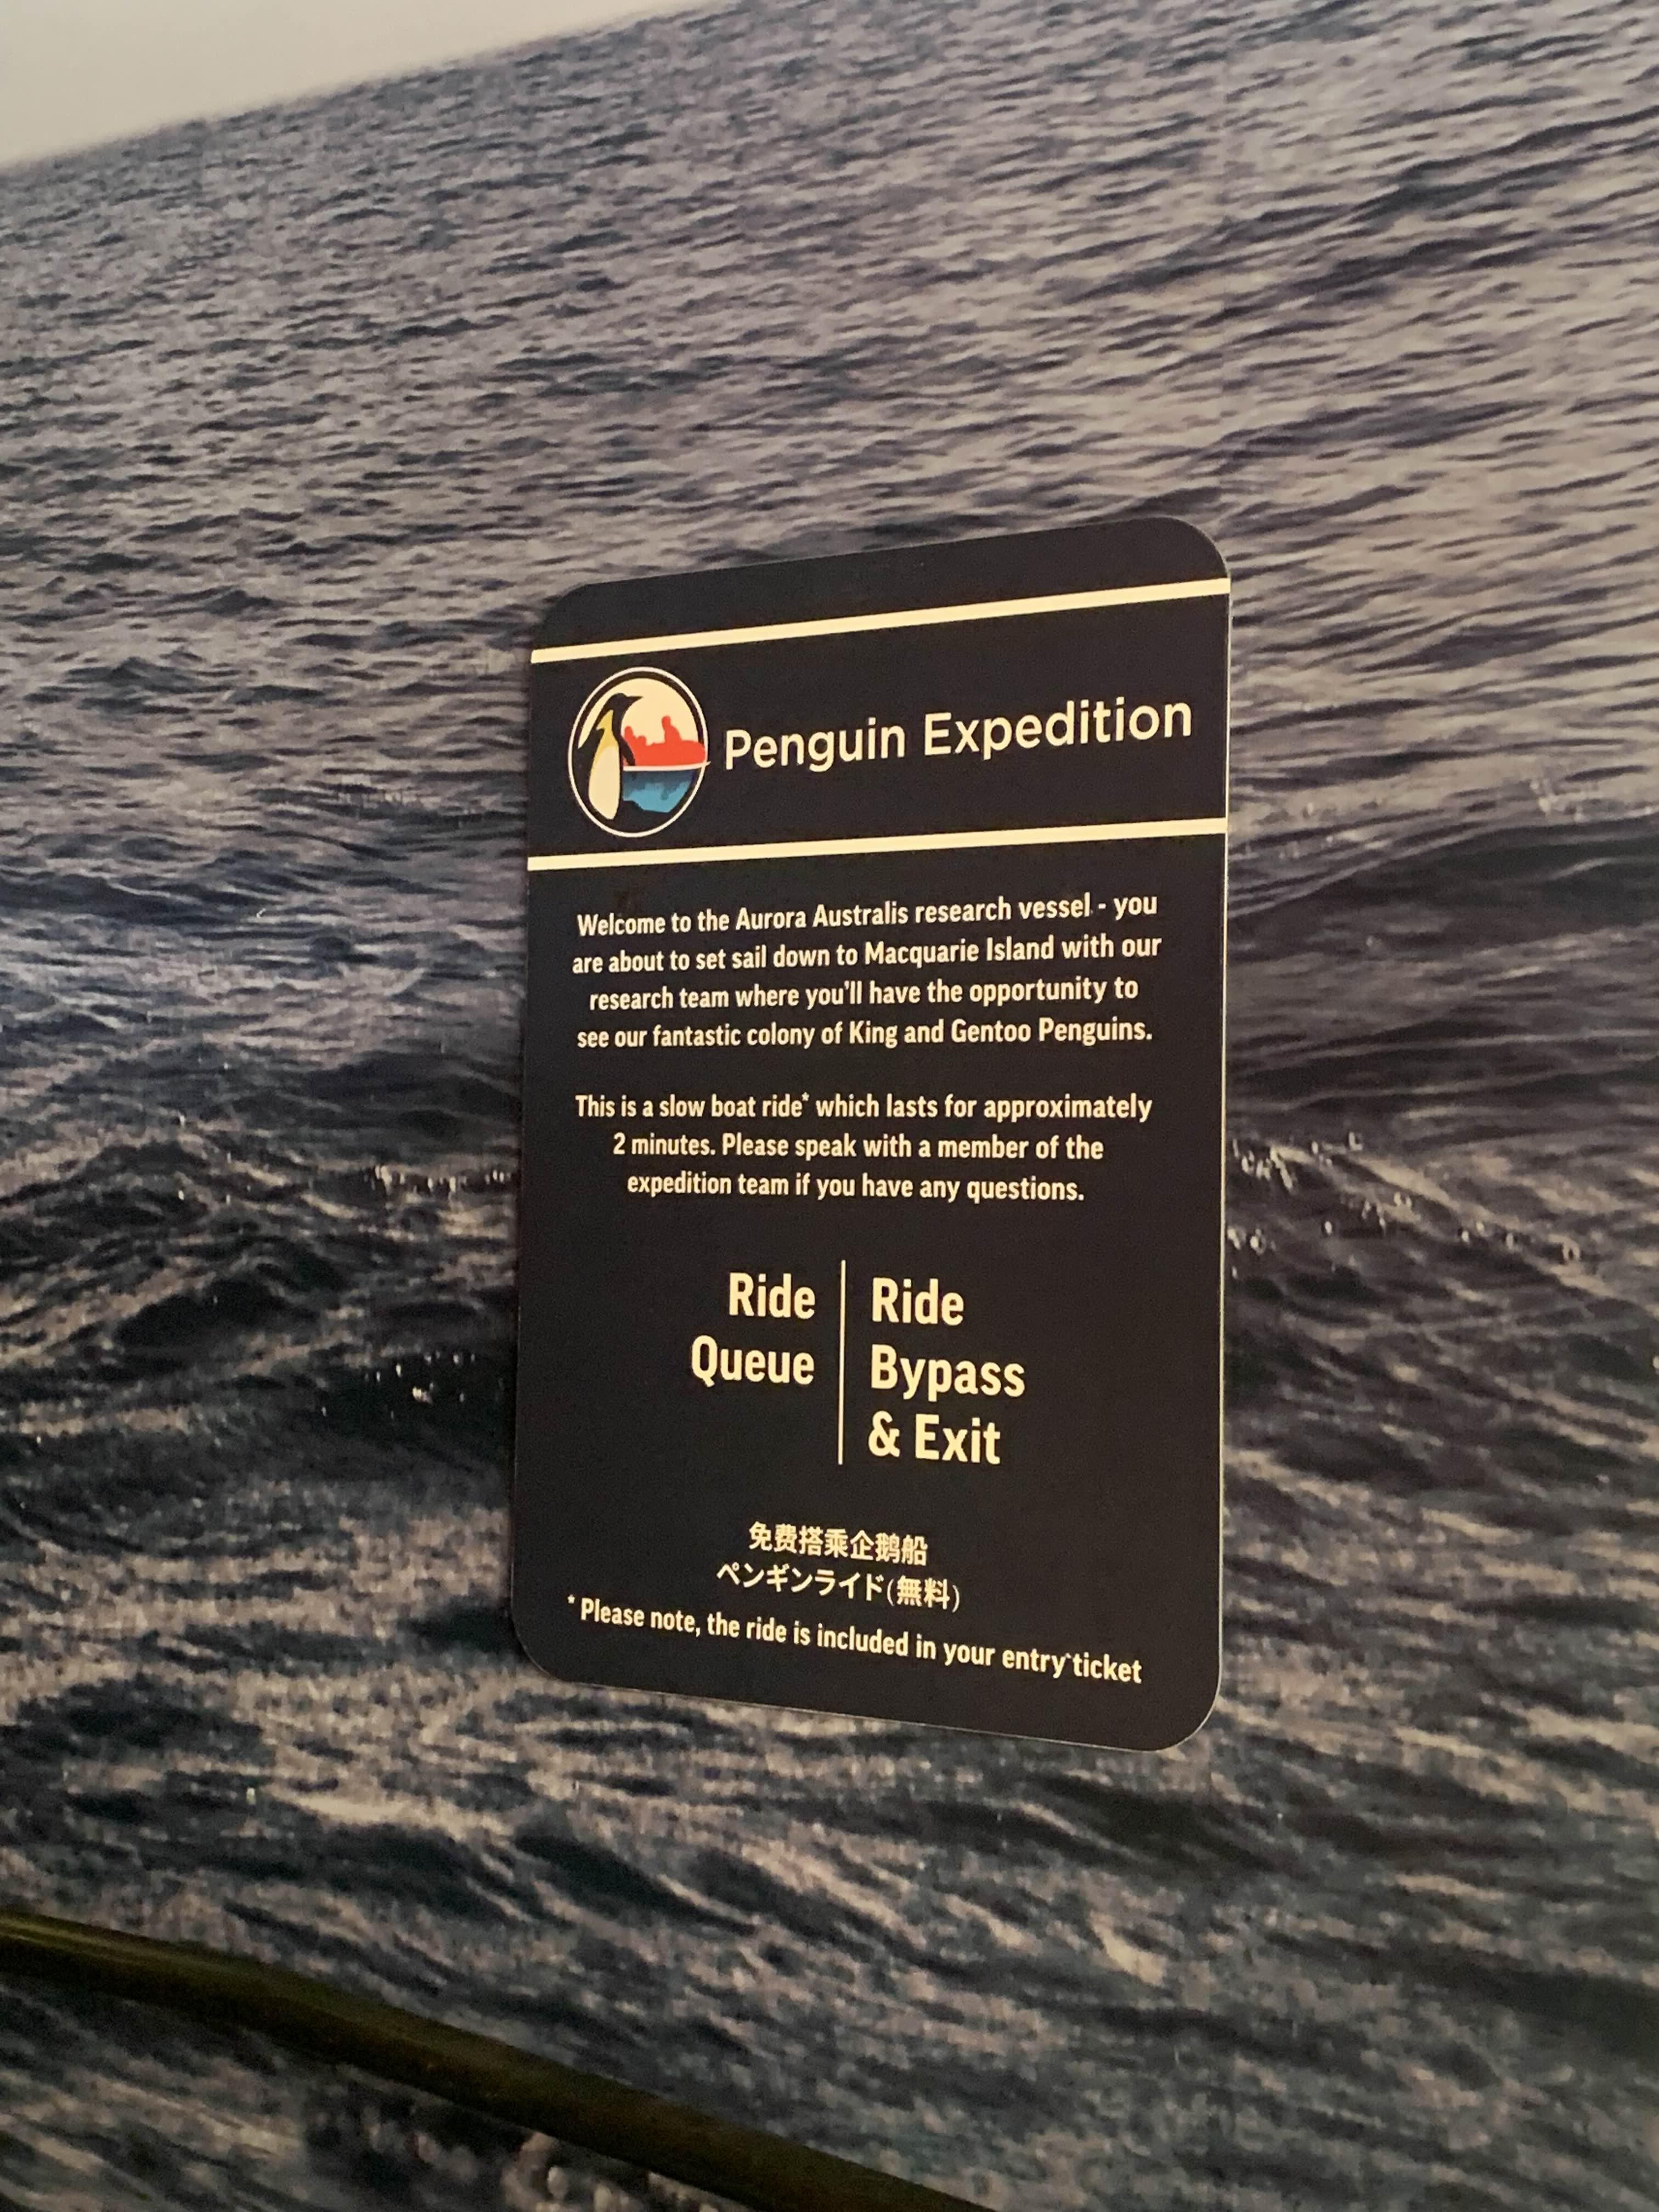 Penguin Expedition
Welcome to the Aurora Australis research vessel - you
are about to set sail down to Macquarie Island with our
research team where you'll have the opportunity to
see our fantastic colony of King and Gentoo Penguins.
This is a slow boat ride* which lasts for approximately
2 minutes. Please speak with a member of the
expedition team if you have any questions.
Ride
Queue
Ride
Bypass
& Exit
免费搭乘企鹅船
ペンギンライド(無料)
* Please note, the ride is included in your entry ticket